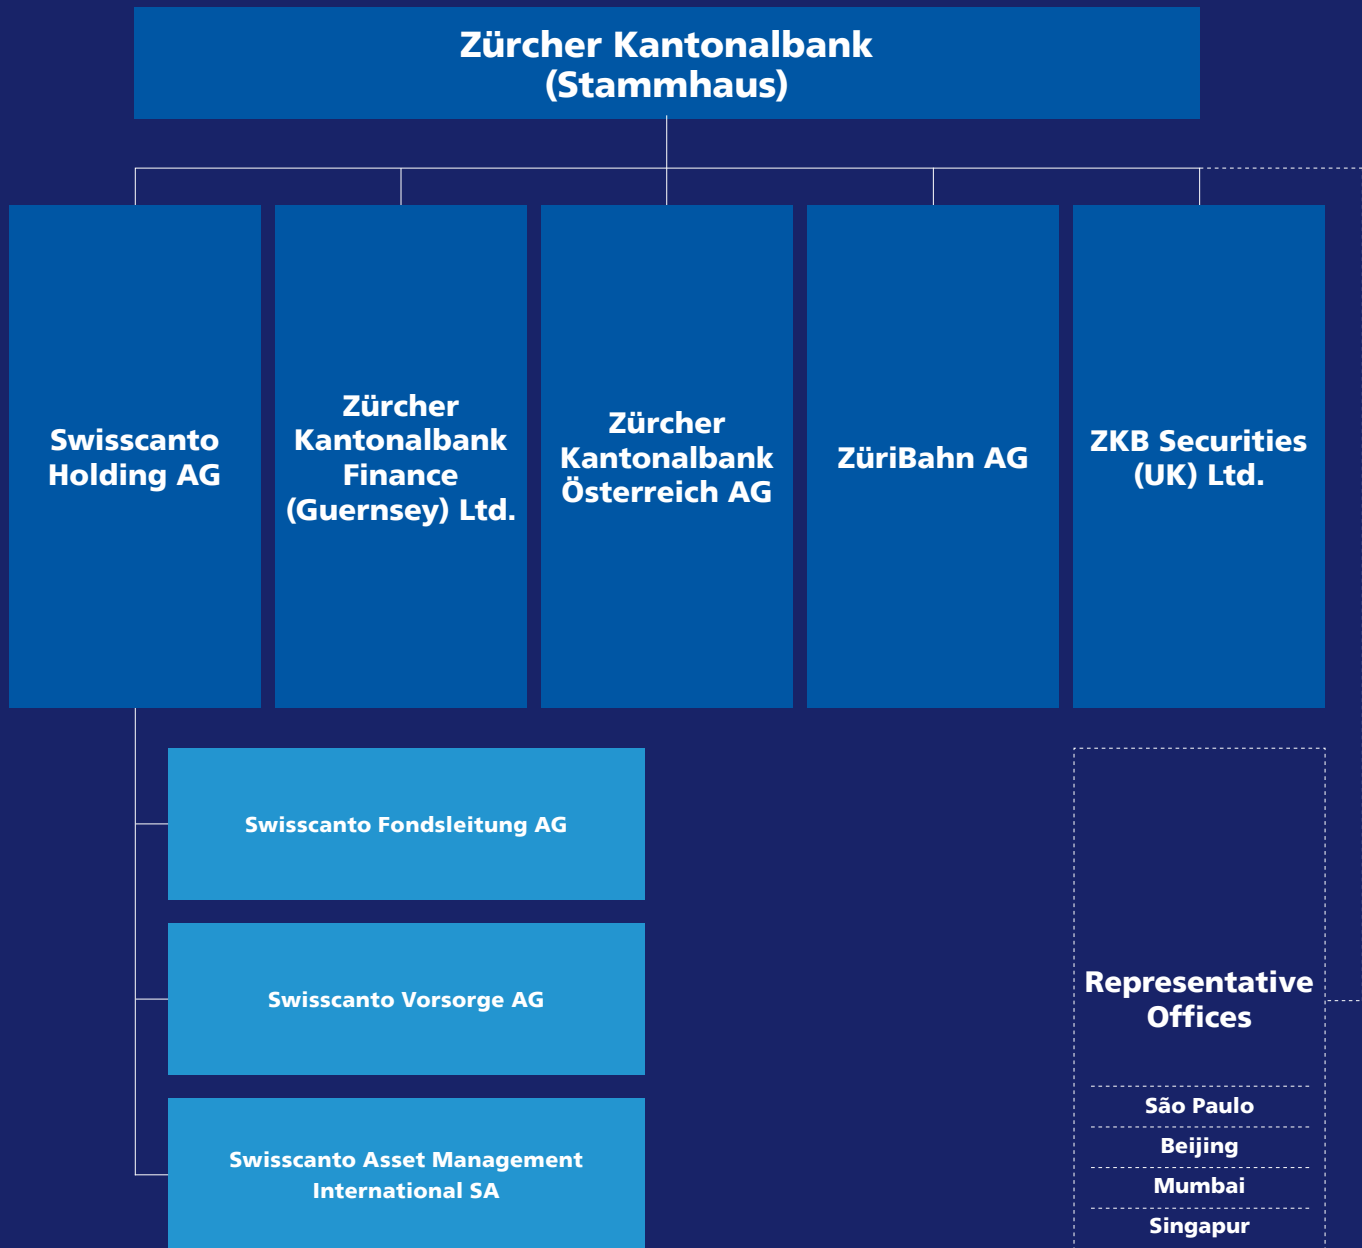 Zürcher Kantonalbank
(Stammhaus)
Swisscanto
Holding AG
Zürcher
Kantonalbank
Finance
(Guernsey) Ltd.
Zürcher
Kantonalbank
Österreich AG
ZüriBahn AG
ZKB Securities
(UK) Ltd.
Swisscanto Fondsleitung AG
Swisscanto Vorsorge AG
Swisscanto Asset Management
International SA
Representative
Offices
São Paulo
Beijing
Mumbai
Singapur